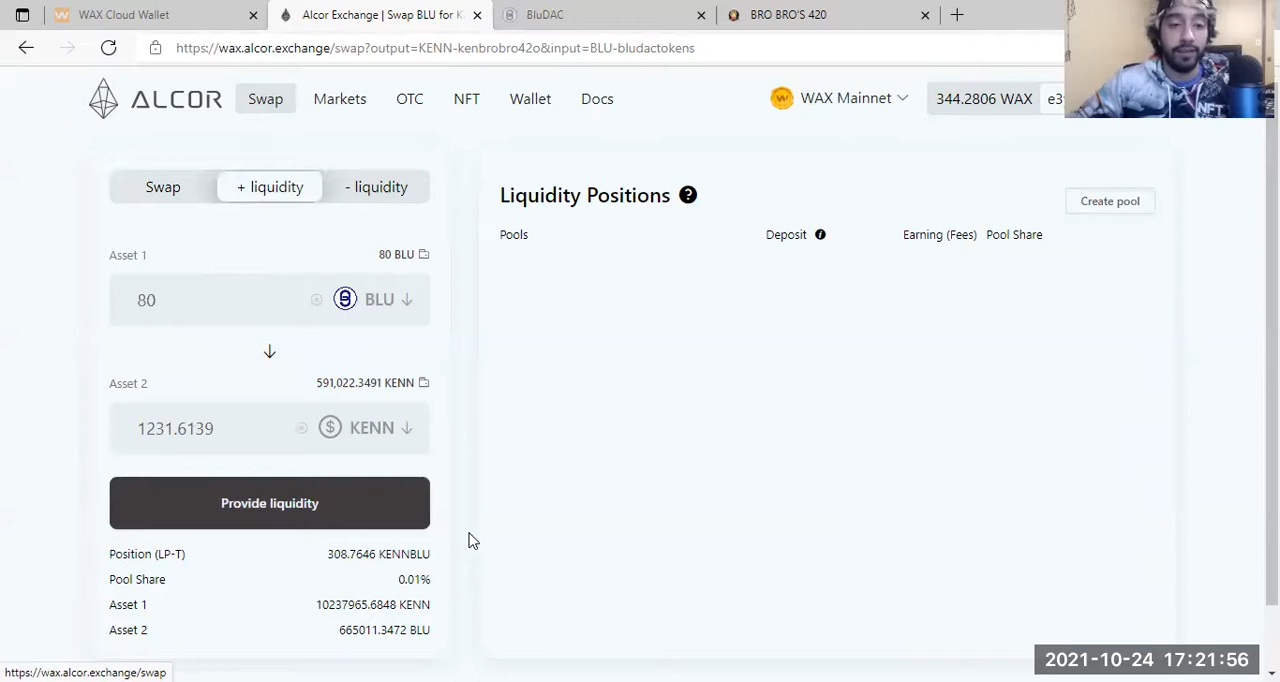 WAX Cloud Wallet
Alcor Exchange | Swap BLU for K
BluDAC
BRO BRO'S 420
https://wax.alcor.exchange/swap?output=KENN-kenbrobro42o&input=BLU-bludactokens
ALCOR
Swap
Markets
OTC
NFT
Wallet
Docs
WAX Mainnet
344.2806 WAX
NFT
Swap
+ liquidity
- liquidity
Asset 1
80 BLU
80
BLU
Asset 2
591,022.3491 KENN
1231.6139
KENN
Provide liquidity
Position (LP-T) 308.7646 KENNBLU
Pool Share 0.01%
Asset 1 10237965.6848 KENN
Asset 2 665011.3472 BLU
Liquidity Positions
Create pool
Pools Deposit Earning (Fees) Pool Share
2021-10-24 17:21:56
https://wax.alcor.exchange/swap